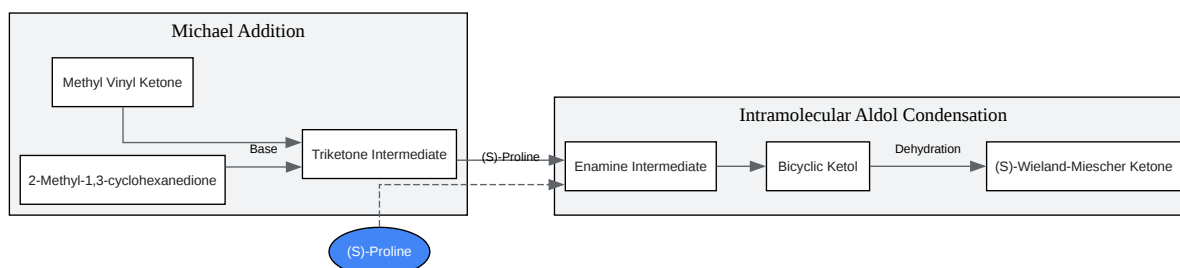 Michael Addition
Methyl Vinyl Ketone
Base
2-Methyl-1,3-cyclohexanedione
Triketone Intermediate
(S)-Proline
(S)-Proline
Intramolecular Aldol Condensation
Enamine Intermediate
Bicyclic Ketol
Dehydration
(S)-Wieland-Miescher Ketone